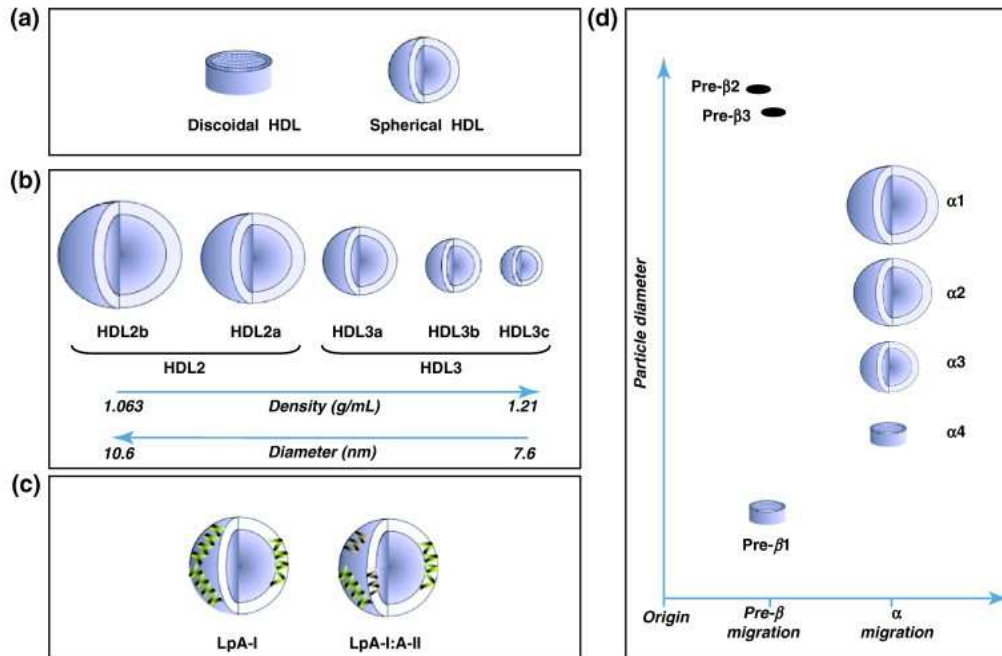 (a)
Discoidal HDL Spherical HDL
(b)
HDL2b HDL2a HDL3a HDL3b HDL3c
HDL2 HDL3
1.063 Density (g/mL) 1.21
10.6 Diameter (nm) 7.6
(c)
LpA-I LpA-I:A-II
(d)
Pre-β2
Pre-β3
α1
α2
α3
α4
Pre-β1
Particle diameter
Origin Pre-β α
migration migration